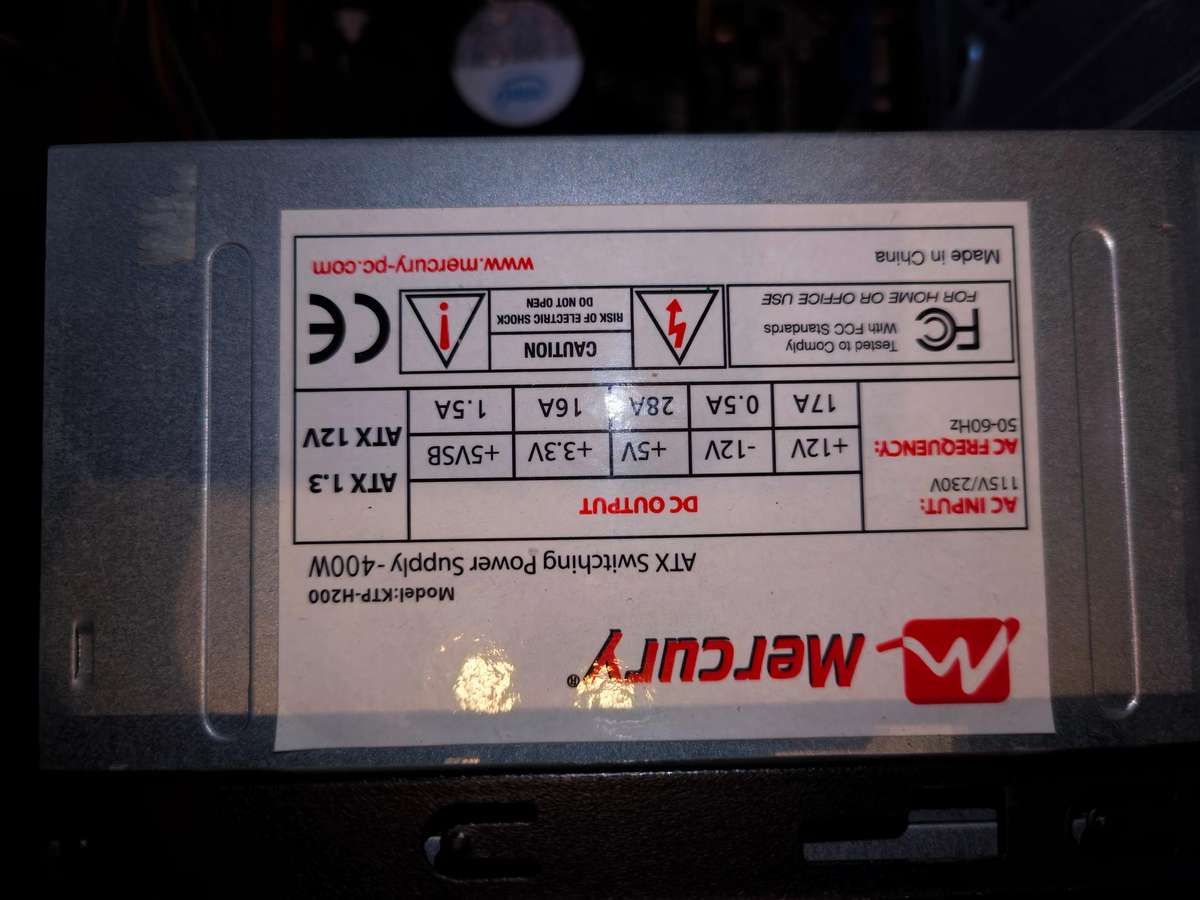 Mercury®
Model:KTP-H200
ATX Switching Power Supply - 400W
AC INPUT:
115V/230V
AC FREQUENCY:
50-60Hz
DC OUTPUT
+12V -12V +5V +3.3V +5VSB
17A 0.5A 28A 16A 1.5A
ATX 1.3
ATX 12V
FC
Tested to Comply
With FCC Standards
FOR HOME OR OFFICE USE
CAUTION
RISK OF ELECTRIC SHOCK
DO NOT OPEN
CE
Made in China
www.mercury-pc.com
intel